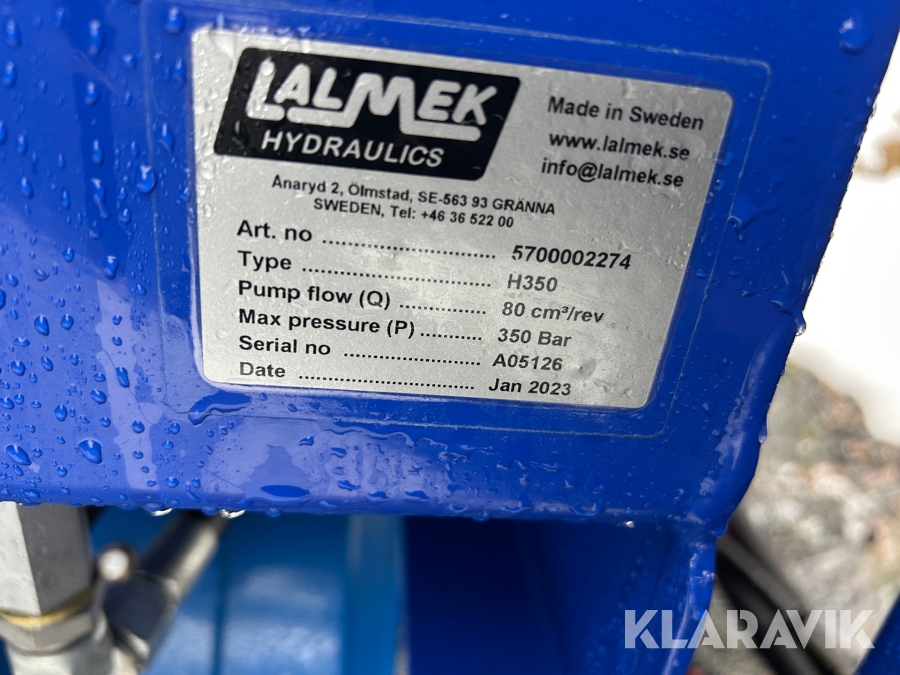 LALMEK
HYDRAULICS
Made in Sweden
www.lalmek.se
info@lalmek.se
Ånaryd 2, Ölmstad, SE-563 93 GRÄNNA
SWEDEN, Tel: +46 36 522 00
Art. no ............................... 5700002274
Type .................................. H350
Pump flow (Q) ................ 80 cm³/rev
Max pressure (P) ........... 350 Bar
Serial no ......................... A05126
Date ................................ Jan 2023
KLARAVIK